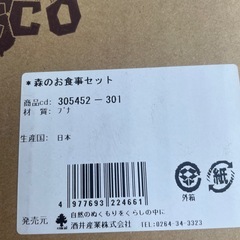 SCO
*森のお食事セット
商品cd: 305452-301
材 質: ブナ
生産国: 日本
4 977693 224661
外箱
紙
発売元
自然のぬくもりをくらしの中に
酒井産業株式会社
TEL.0264-34-3323